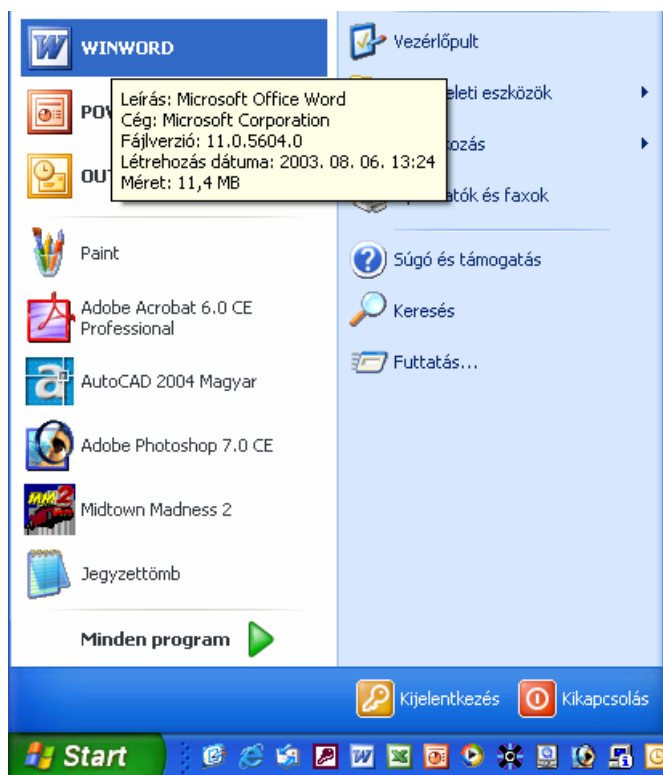 WINWORD
Leírás: Microsoft Office Word
Cég: Microsoft Corporation
Fájlverzió: 11.0.5604.0
Létrehozás dátuma: 2003. 08. 06. 13:24
Méret: 11,4 MB
Paint
Adobe Acrobat 6.0 CE
Professional
AutoCAD 2004 Magyar
Adobe Photoshop 7.0 CE
Midtown Madness 2
Jegyzettömb
Minden program
Vezérlőpult
eszközök
és faxok
Súgó és támogatás
Keresés
Futtatás...
Kijelentkezés
Kikapcsolás
Start